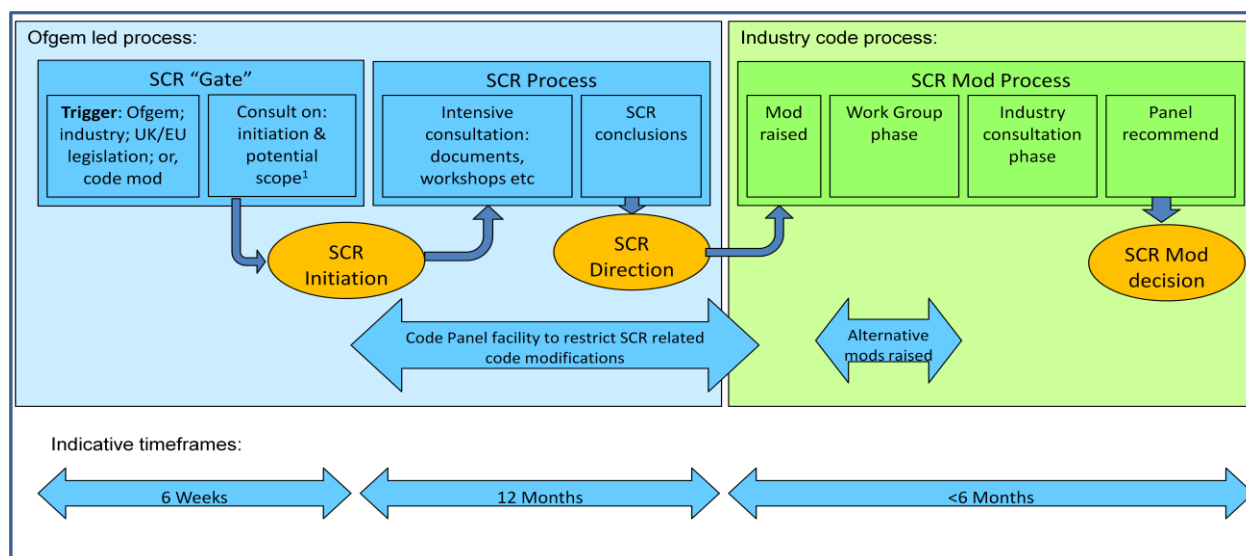 Ofgem led process:
SCR “Gate”
Trigger: Ofgem;
industry; UK/EU
legislation; or,
code mod
Consult on:
initiation &
potential
scope¹
SCR Process
Intensive
consultation:
documents,
workshops etc
SCR
conclusions
SCR
Initiation
SCR
Direction
Industry code process:
SCR Mod Process
Mod
raised
Work Group
phase
Industry
consultation
phase
Panel
recommend
SCR Mod
decision
Code Panel facility to restrict SCR related
code modifications
Alternative
mods raised
Indicative timeframes:
6 Weeks
12 Months
<6 Months